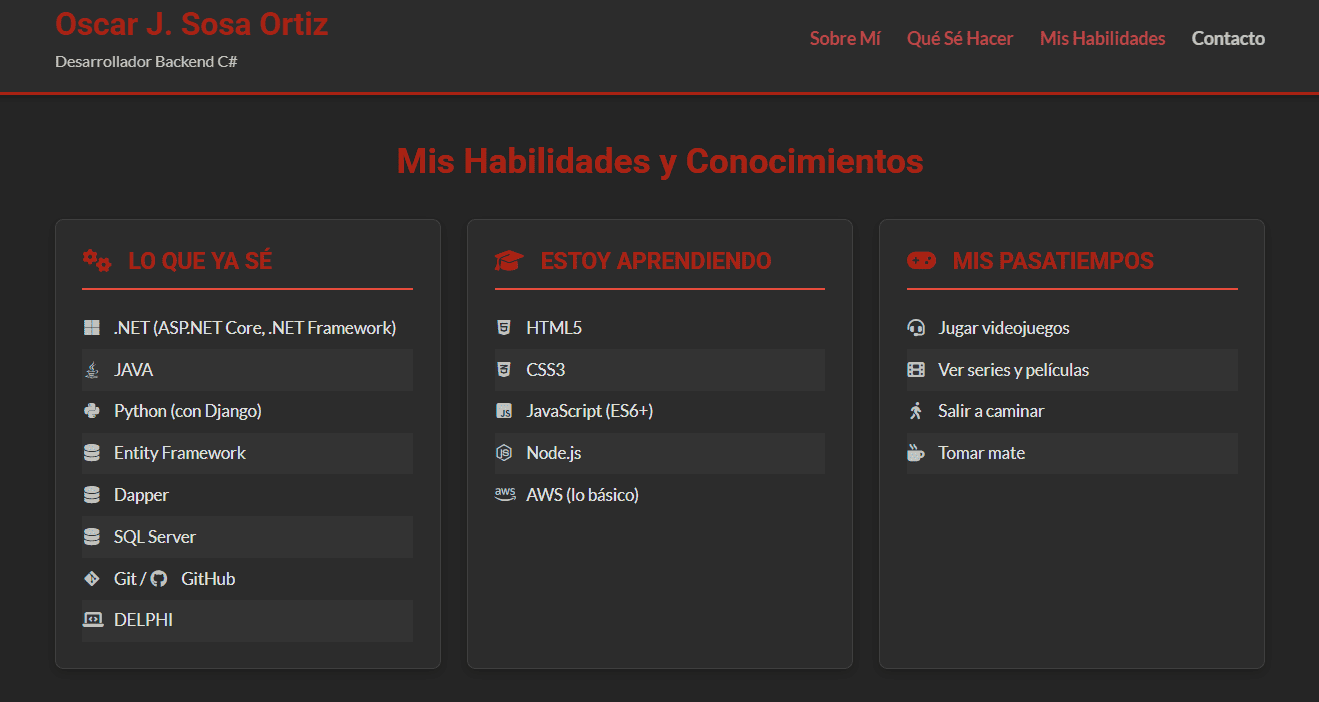 Oscar J. Sosa Ortiz
Desarrollador Backend C#
Sobre Mí
Qué Sé Hacer
Mis Habilidades
Contacto
Mis Habilidades y Conocimientos
LO QUE YA SÉ
.NET (ASP.NET Core, .NET Framework)
JAVA
Python (con Django)
Entity Framework
Dapper
SQL Server
Git / GitHub
DELPHI
ESTOY APRENDIENDO
HTML5
CSS3
JavaScript (ES6+)
Node.js
aws AWS (lo básico)
MIS PASATIEMPOS
Jugar videojuegos
Ver series y películas
Salir a caminar
Tomar mate